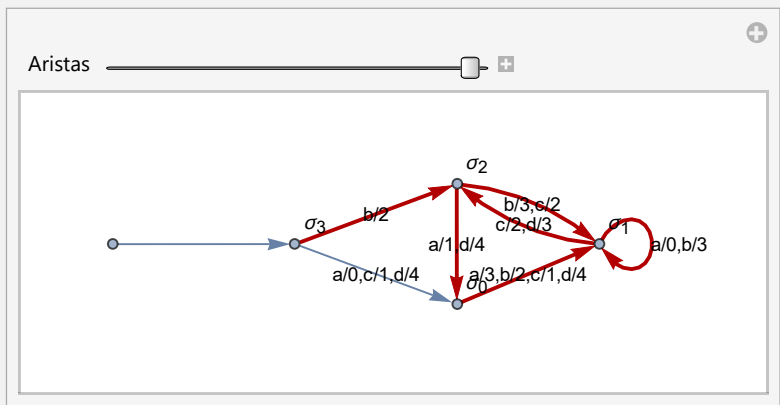 Aristas
σ2
b/2
b/3,c/2
σ3
c/2,d/3
σ1
a/1,d/4
a/0,b/3
a/0,c/1,d/4
σ0
a/3,b/2,c/1,d/4